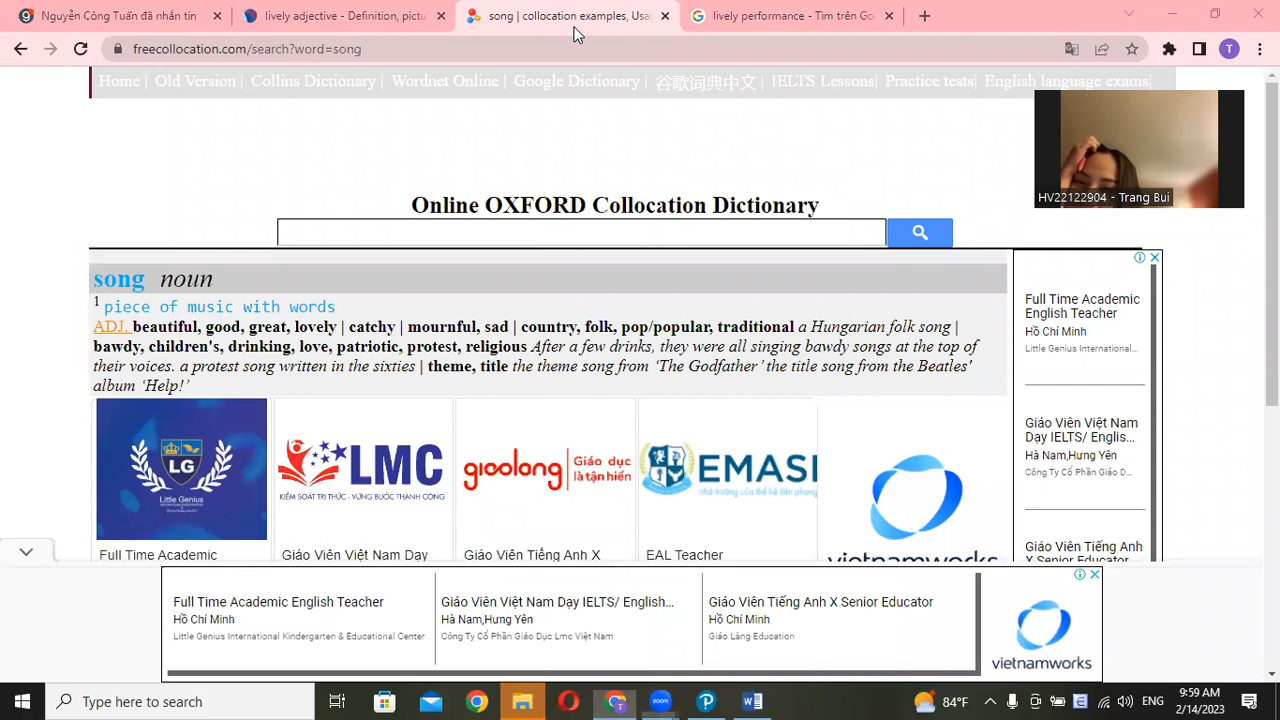 Nguyễn Công Tuấn đã nhắn tin
lively adjective - Definition, pictu
song | collocation examples, Usa
lively performance - Tìm trên Go
freecollocation.com/search?word=song
T
Home | Old Version | Collins Dictionary | Wordnet Online | Google Dictionary | 谷歌词典中文 | IELTS Lessons | Practice tests | English language exams |
HV22122904 - Trang Bui
Online OXFORD Collocation Dictionary
song noun
1 piece of music with words
ADJ. beautiful, good, great, lovely | catchy | mournful, sad | country, folk, pop/popular, traditional a Hungarian folk song |
bawdy, children's, drinking, love, patriotic, protest, religious After a few drinks, they were all singing bawdy songs at the top of
their voices. a protest song written in the sixties | theme, title the theme song from ‘The Godfather’ the title song from the Beatles'
album ‘Help!’
Full Time Academic
English Teacher
Hồ Chí Minh
Little Genius International...
Giáo Viên Việt Nam
Dạy IELTS/ Englis...
Hà Nam,Hưng Yên
Công Ty Cổ Phần Giáo D...
Giáo Viên Tiếng Anh
X Senior Educator
LG
Little Genius
LMC
KIẾM SOÁT TRI THỨC - VỮNG BƯỚC THÀNH CÔNG
gioolang
Giáo dục
là tận hiến
EMASI
vietnamworks
Full Time Academic
Giáo Viên Việt Nam Dạy
Giáo Viên Tiếng Anh X
EAL Teacher
Full Time Academic English Teacher
Hồ Chí Minh
Little Genius International Kindergarten & Educational Center
Giáo Viên Việt Nam Dạy IELTS/ English...
Hà Nam,Hưng Yên
Công Ty Cổ Phần Giáo Dục Lmc Việt Nam
Giáo Viên Tiếng Anh X Senior Educator
Hồ Chí Minh
Giáo Làng Education
vietnamworks
Type here to search
zoom
84°F
ENG
9:59 AM
2/14/2023